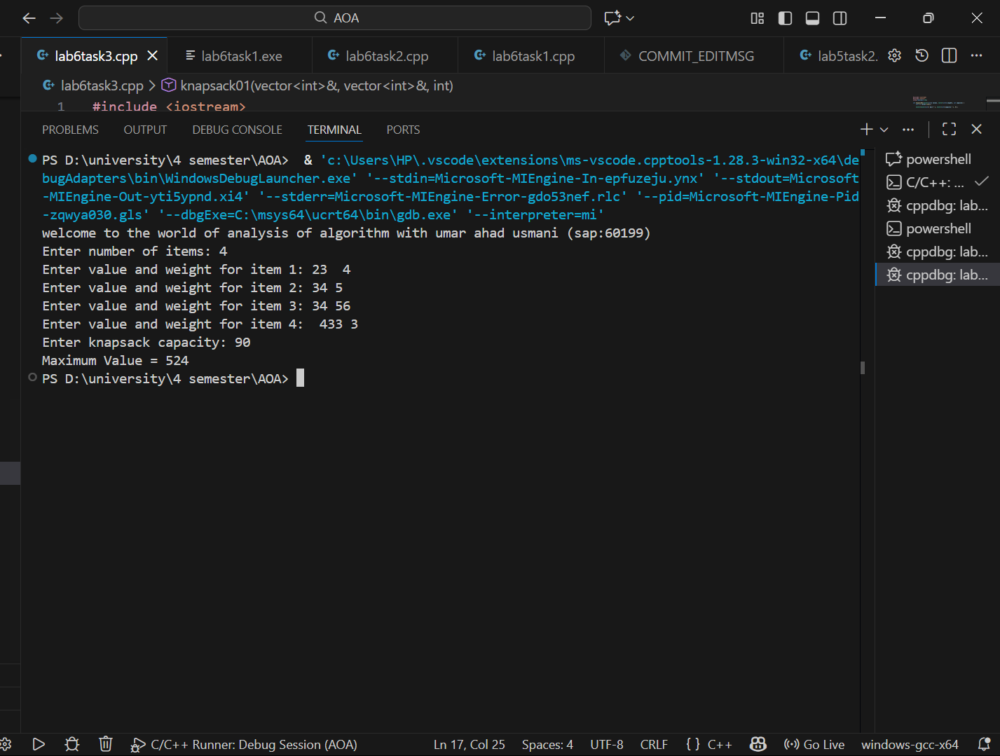 AOA
lab6task3.cpp
lab6task1.exe
lab6task2.cpp
lab6task1.cpp
COMMIT_EDITMSG
lab5task2.
lab6task3.cpp > knapsack01(vector<int>&, vector<int>&, int)
1 #include <iostream>
PROBLEMS OUTPUT DEBUG CONSOLE TERMINAL PORTS
PS D:\university\4 semester\AOA>  & 'c:\Users\HP\.vscode\extensions\ms-vscode.cpptools-1.28.3-win32-x64\de
bugAdapters\bin\WindowsDebugLauncher.exe' '--stdin=Microsoft-MIEngine-In-epfuzeju.ynx' '--stdout=Microsoft
-MIEngine-Out-yti5ypnd.xi4' '--stderr=Microsoft-MIEngine-Error-gdo53nef.rlc' '--pid=Microsoft-MIEngine-Pid
-zqwya030.gls' '--dbgExe=C:\msys64\ucrt64\bin\gdb.exe' '--interpreter=mi'
welcome to the world of analysis of algorithm with umar ahad usmani (sap:60199)
Enter number of items: 4
Enter value and weight for item 1: 23  4
Enter value and weight for item 2: 34 5
Enter value and weight for item 3: 34 56
Enter value and weight for item 4:  433 3
Enter knapsack capacity: 90
Maximum Value = 524
PS D:\university\4 semester\AOA>
powershell
C/C++: ...
cppdbg: lab...
powershell
cppdbg: lab...
cppdbg: lab...
C/C++ Runner: Debug Session (AOA) Ln 17, Col 25 Spaces: 4 UTF-8 CRLF {} C++ Go Live windows-gcc-x64